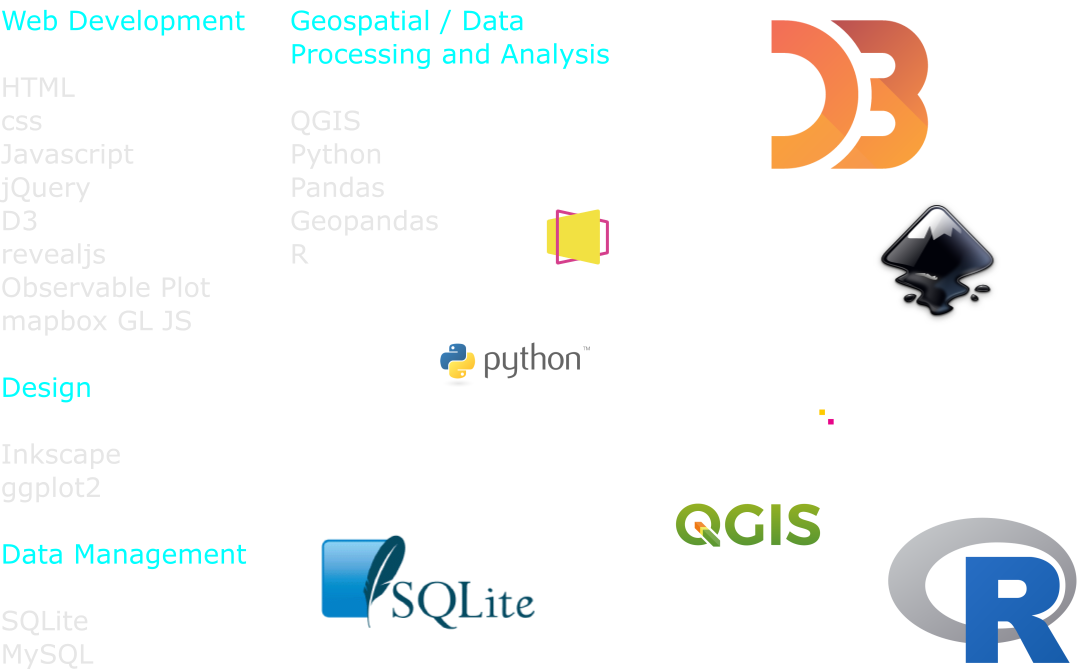 Web Development
HTML
css
Javascript
jQuery
D3
revealjs
Observable Plot
mapbox GL JS
Design
Inkscape
ggplot2
Data Management
SQLite
MySQL
Geospatial / Data
Processing and Analysis
QGIS
Python
Pandas
Geopandas
R
D3
python™
QGIS
SQLite
R